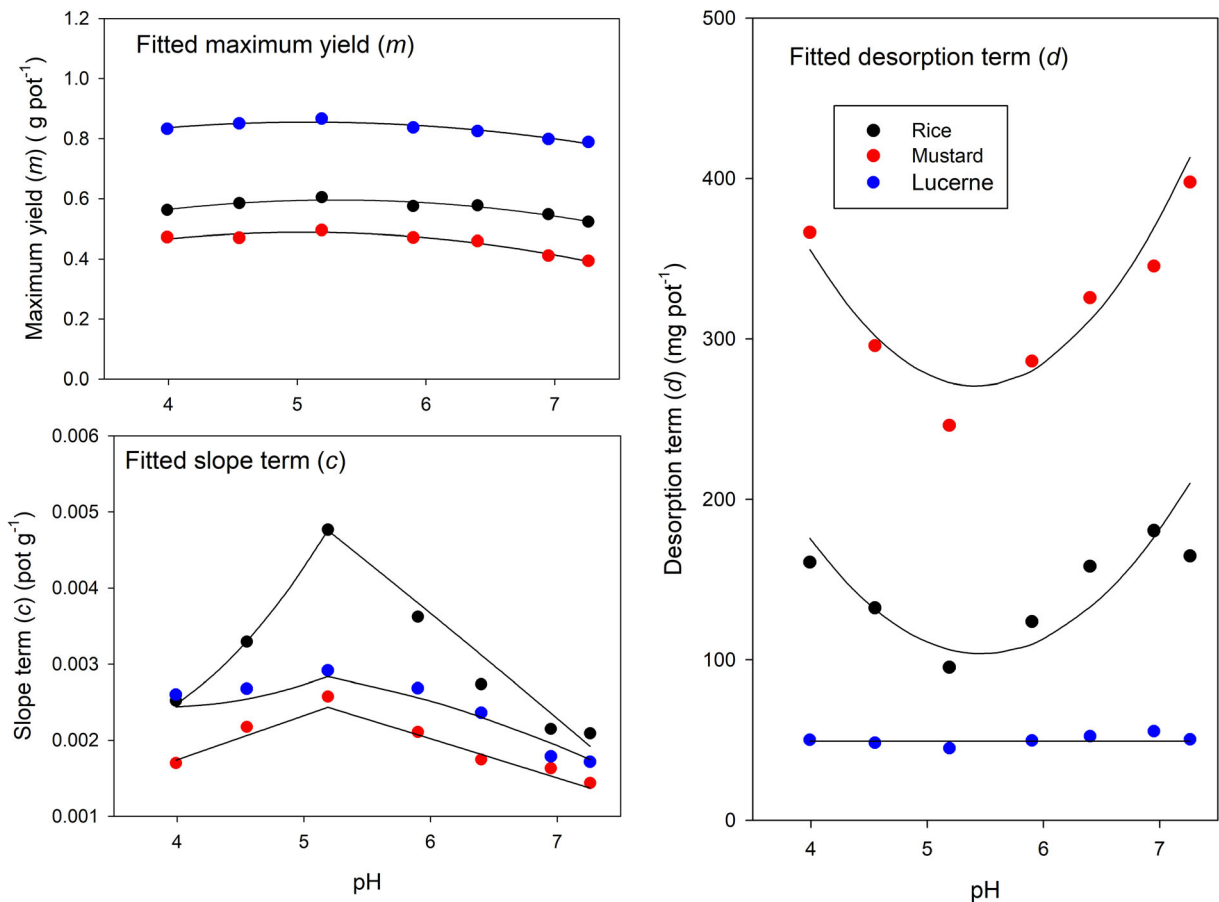 Fitted maximum yield (m)
Maximum yield (m) ( g pot-1)
1.2
1.0
0.8
0.6
0.4
0.2
0.0
4
5
6
7
Fitted slope term (c)
Slope term (c) (pot g-1)
0.006
0.005
0.004
0.003
0.002
0.001
4
5
6
7
pH
Fitted desorption term (d)
Rice
Mustard
Lucerne
Desorption term (d) (mg pot-1)
500
400
300
200
100
0
4
5
6
7
pH